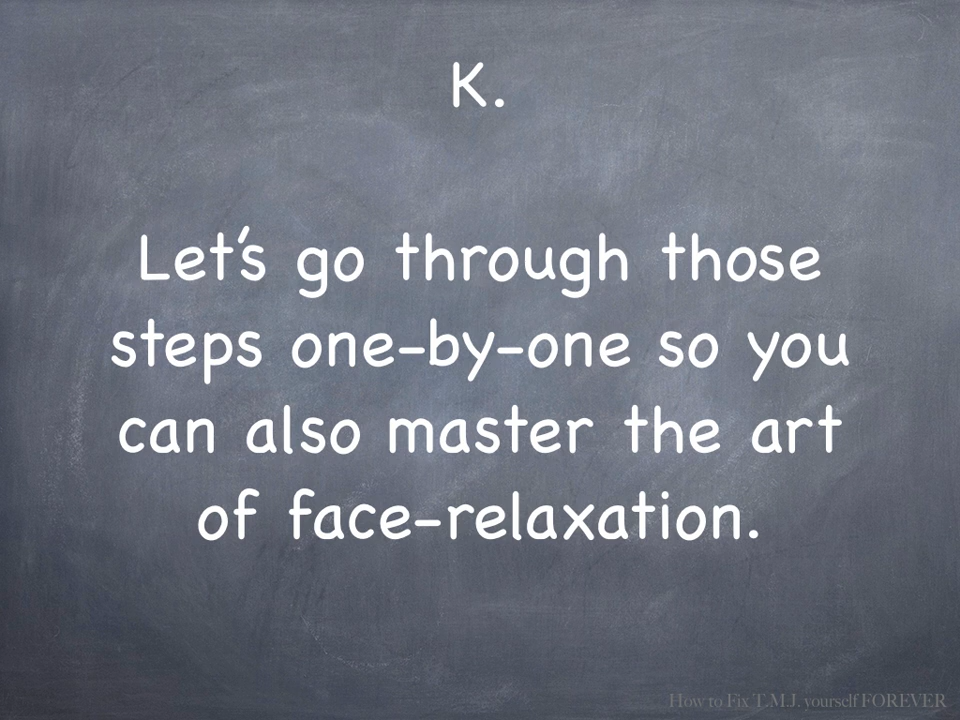 K.
Let's go through those
steps one-by-one so you
can also master the art
of face-relaxation.
How to Fix T.M.J. yourself FOREVER